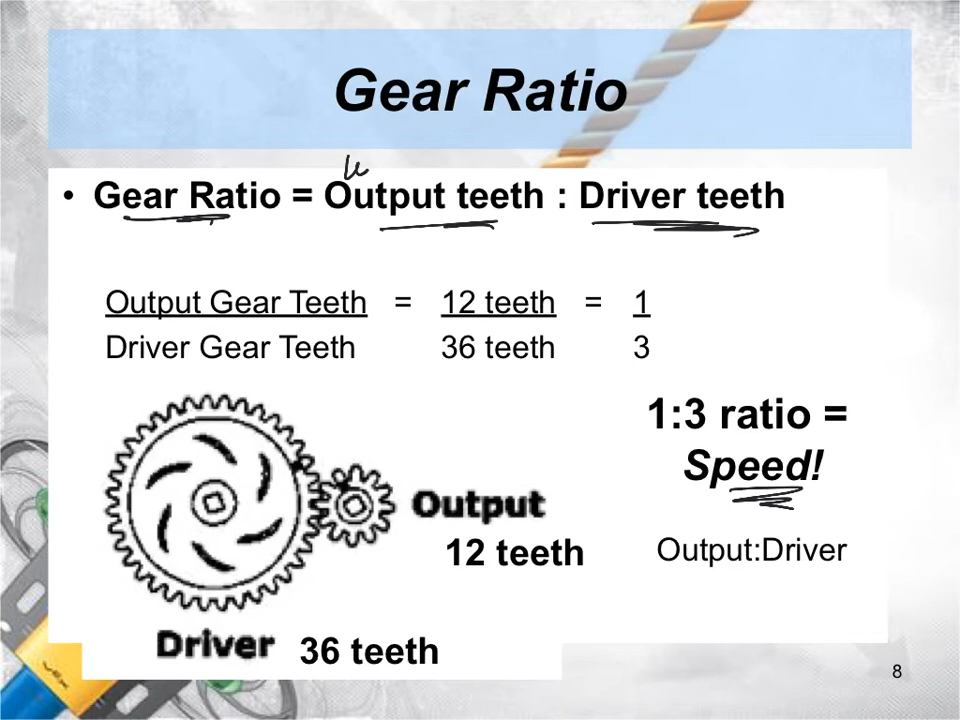 Gear Ratio
• Gear Ratio = Output teeth : Driver teeth
Output Gear Teeth = 12 teeth = 1
Driver Gear Teeth 36 teeth 3
1:3 ratio =
Speed!
Output
12 teeth
Output:Driver
Driver 36 teeth
8